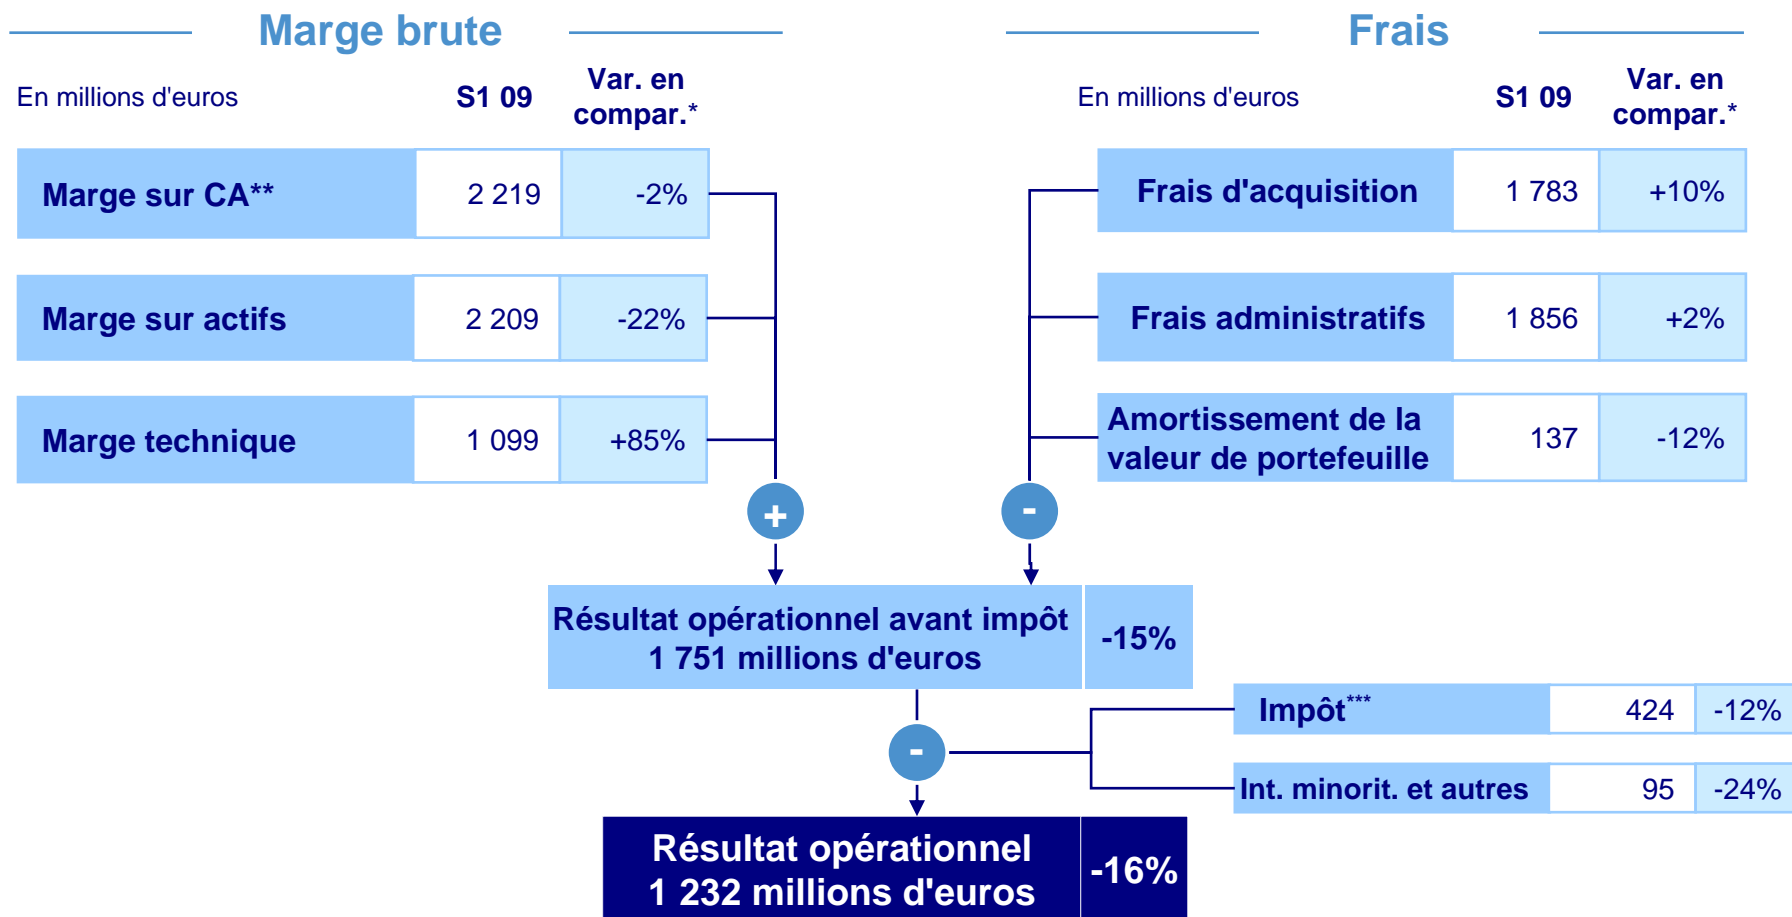 Marge brute
En millions d'euros S1 09 Var. en compar.*
Marge sur CA** 2 219 -2%
Marge sur actifs 2 209 -22%
Marge technique 1 099 +85%
+
Frais
En millions d'euros S1 09 Var. en compar.*
Frais d'acquisition 1 783 +10%
Frais administratifs 1 856 +2%
Amortissement de la
valeur de portefeuille 137 -12%
-
Résultat opérationnel avant impôt
1 751 millions d'euros -15%
-
Impôt*** 424 -12%
Int. minorit. et autres 95 -24%
Résultat opérationnel
1 232 millions d'euros -16%